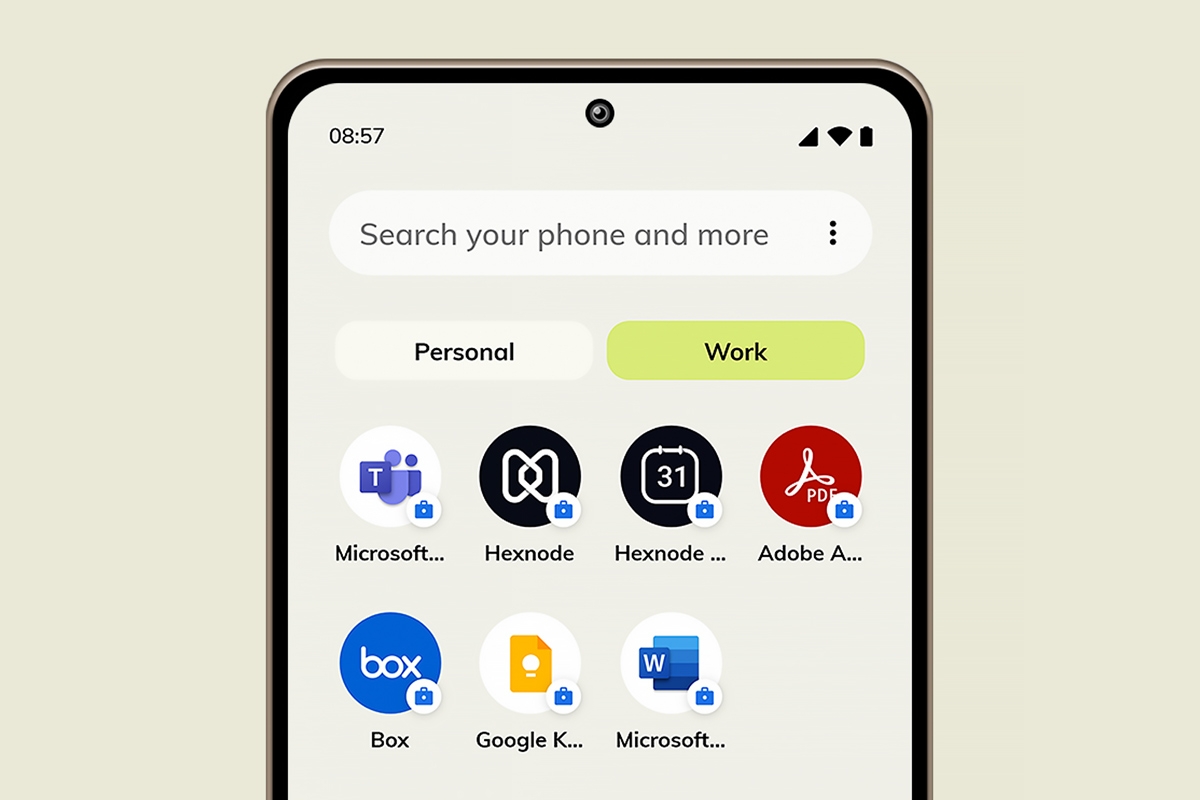 08:57
Search your phone and more
Personal
Work
T
31
PDF
Microsoft...
Hexnode
Hexnode ...
Adobe A...
box
W
Box
Google K...
Microsoft...